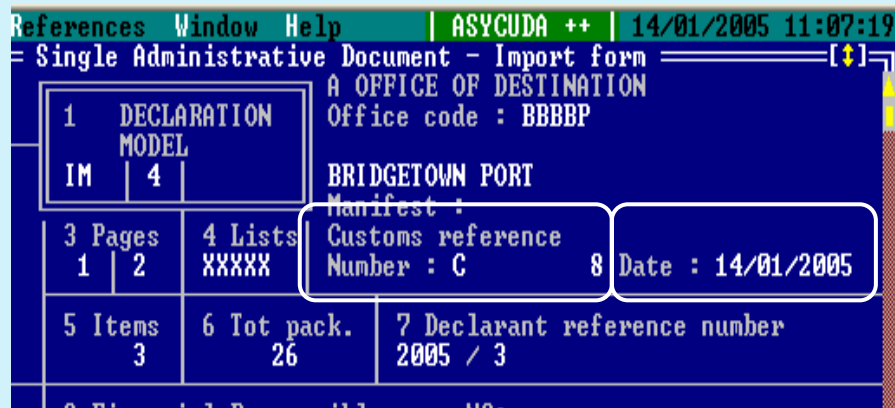 References Window Help | ASYCUDA ++ | 14/01/2005 11:07:19
Single Administrative Document - Import form
A OFFICE OF DESTINATION
1 DECLARATION Office code : BBBBP
MODEL
IM 4 BRIDGETOWN PORT
Manifest :
3 Pages 4 Lists Customs reference
1 2 XXXXX Number : C 8 Date : 14/01/2005
5 Items 6 Tot pack. 7 Declarant reference number
3 26 2005 / 3